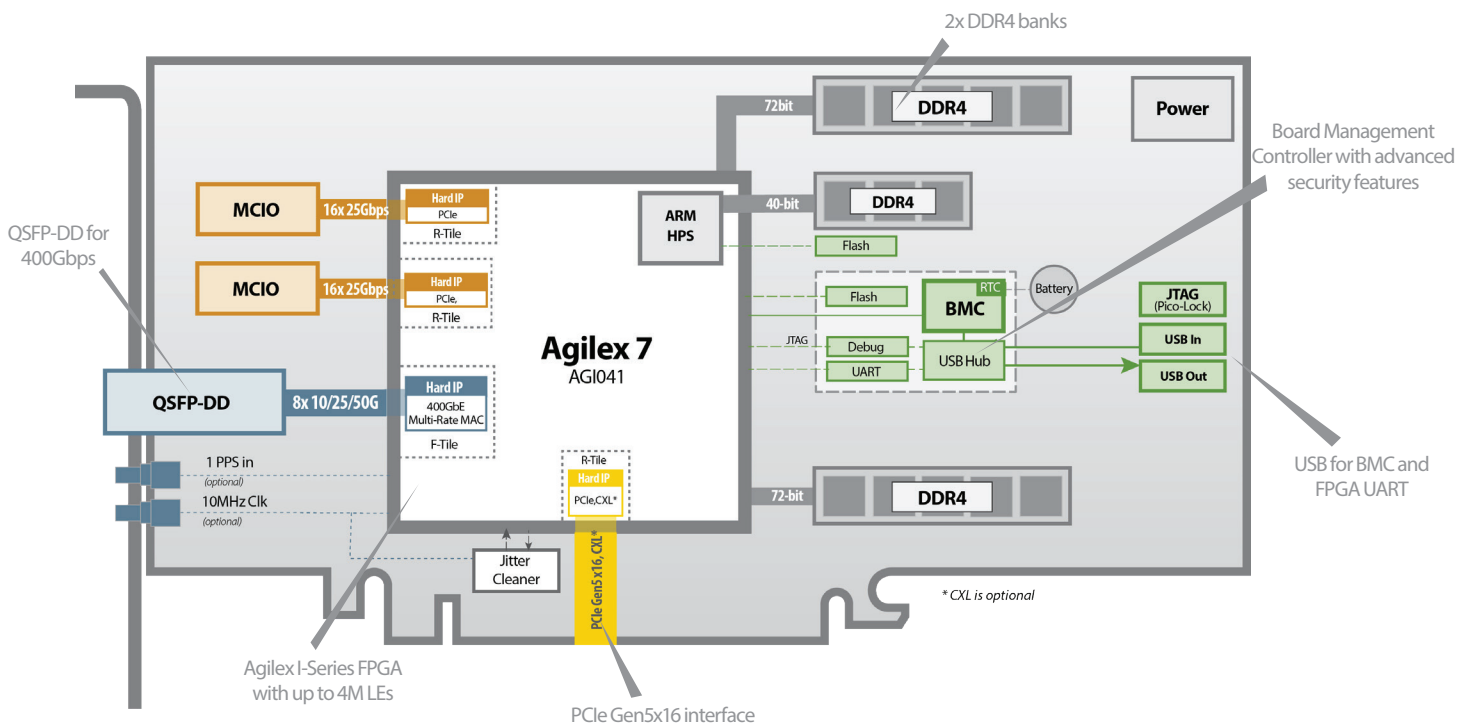 2x DDR4 banks
72bit
DDR4
Power
Board Management
Controller with advanced
security features
MCIO
16x 25Gbps
Hard IP
PCIe
R-Tile
ARM
HPS
40-bit
DDR4
Flash
QSFP-DD for
400Gbps
MCIO
16x 25Gbps
Hard IP
PCIe,
R-Tile
Agilex 7
AGI041
Flash
RTC
BMC
Battery
JTAG
Debug
UART
USB Hub
JTAG
(Pico-Lock)
USB In
USB Out
QSFP-DD
8x 10/25/50G
Hard IP
400GbE
Multi-Rate MAC
F-Tile
1 PPS in
(optional)
10MHz Clk
(optional)
R-Tile
Hard IP
PCIe,CXL*
72-bit
DDR4
USB for BMC and
FPGA UART
Jitter
Cleaner
PCIe Gen5 x16, CXL*
* CXL is optional
Agilex I-Series FPGA
with up to 4M LEs
PCIe Gen5x16 interface